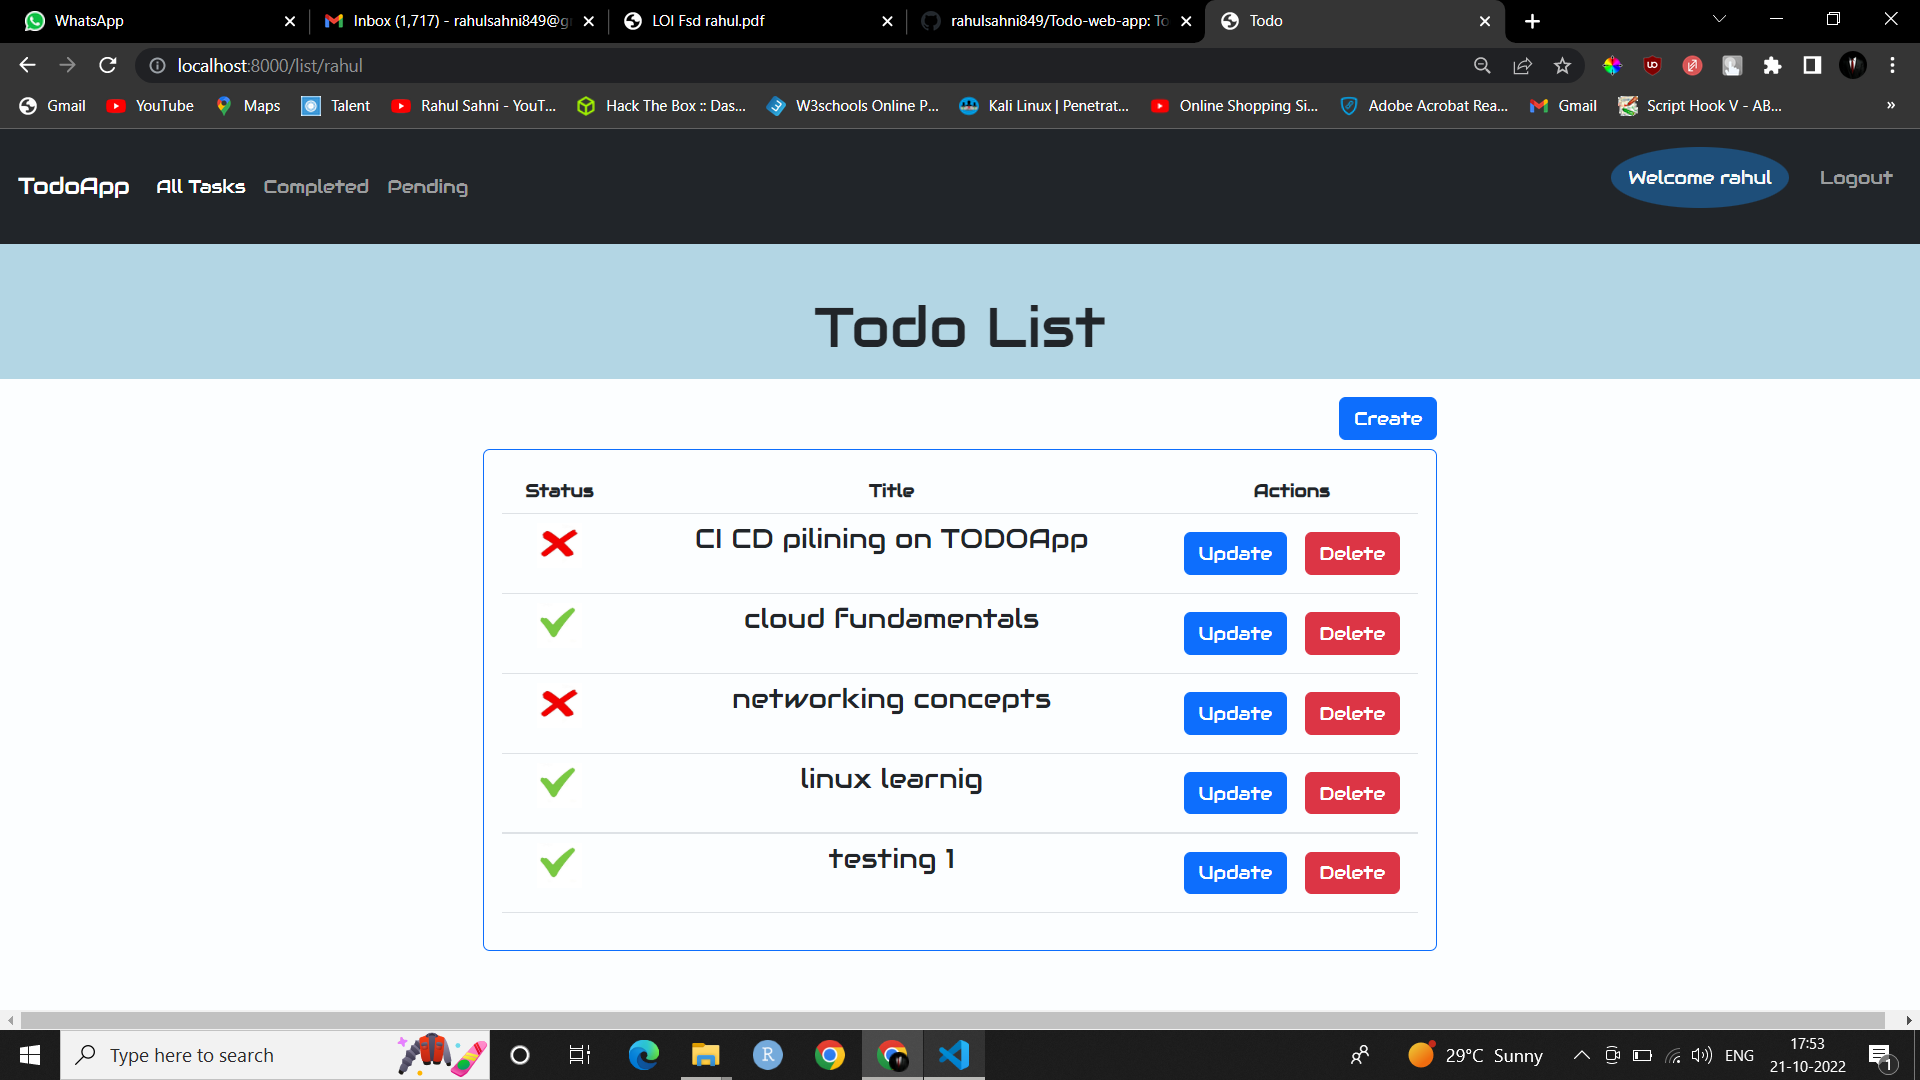 WhatsApp
Inbox (1,717) - rahulsahni849@g
LOI Fsd rahul.pdf
rahulsahni849/Todo-web-app: To
Todo
localhost:8000/list/rahul
Gmail
YouTube
Maps
Talent
Rahul Sahni - YouT...
Hack The Box :: Das...
W3schools Online P...
Kali Linux | Penetrat...
Online Shopping Si...
Adobe Acrobat Rea...
Gmail
Script Hook V - AB...
»
TodoApp All Tasks Completed Pending
Welcome rahul
Logout
Todo List
Create
Status Title Actions
CI CD pilining on TODOApp Update Delete
cloud fundamentals Update Delete
networking concepts Update Delete
linux learnig Update Delete
testing 1 Update Delete
Type here to search
29°C Sunny
ENG
17:53
21-10-2022
1